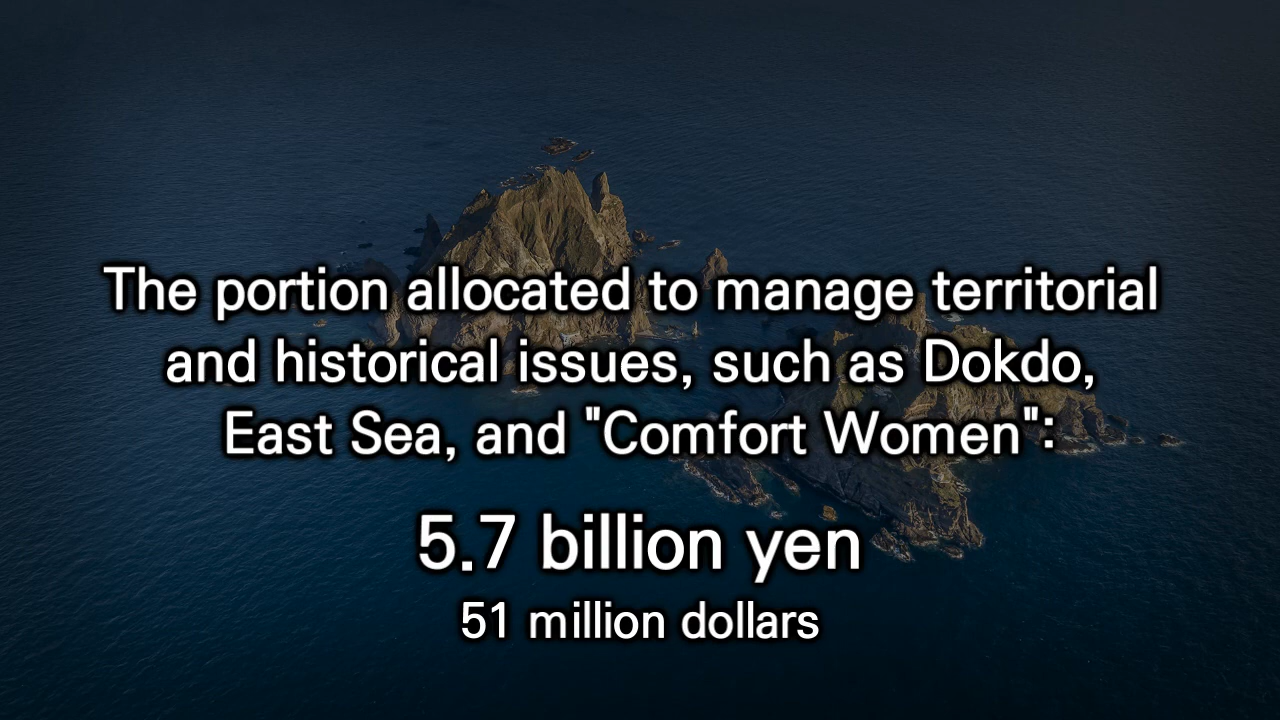 The portion allocated to manage territorial
and historical issues, such as Dokdo,
East Sea, and "Comfort Women":
5.7 billion yen
51 million dollars